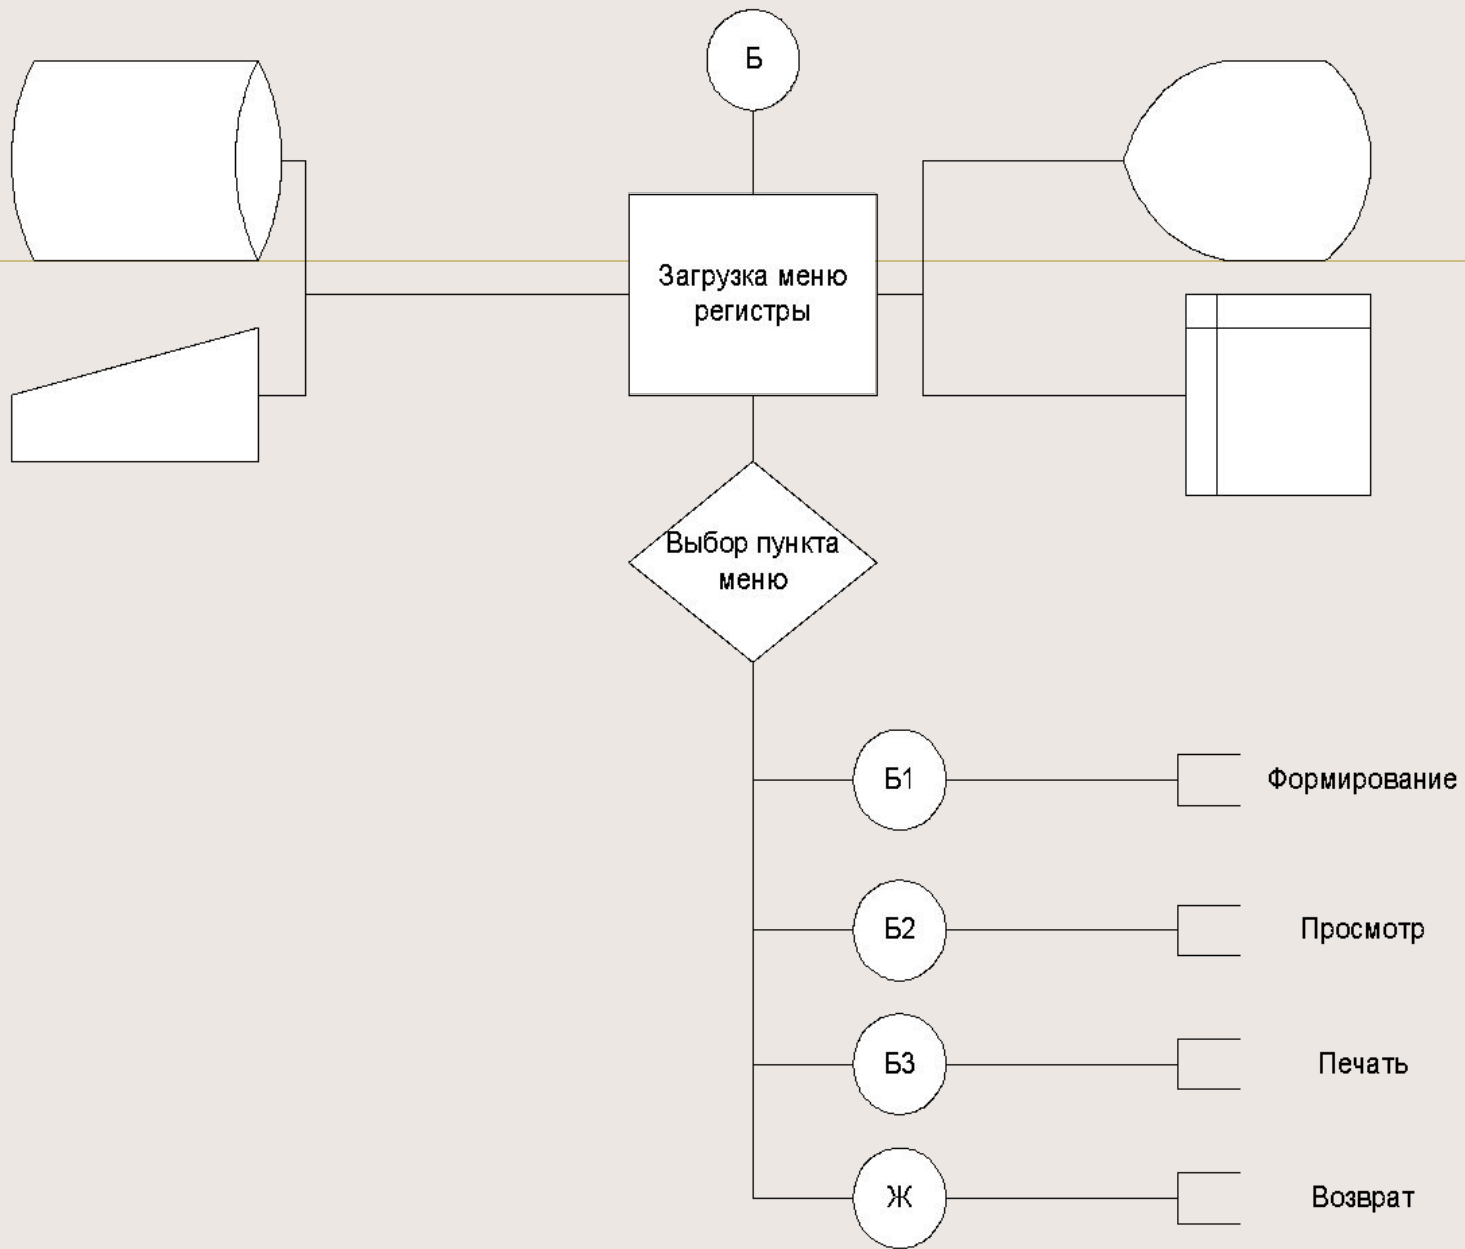 Б
Загрузка меню
регистры
Выбор пункта
меню
Б1
Формирование
Б2
Просмотр
Б3
Печать
Ж
Возврат